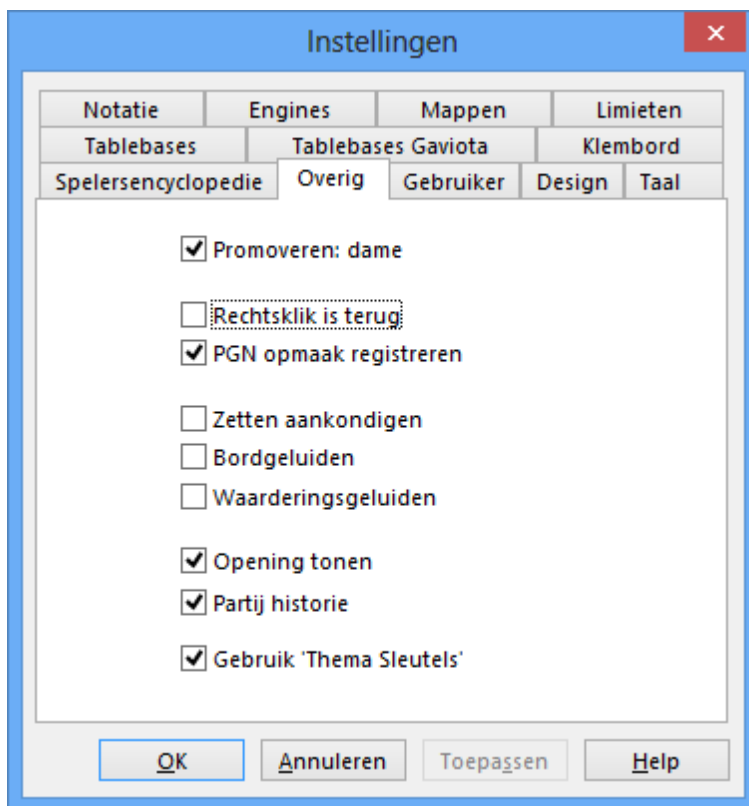 Instellingen
Notatie Engines Mappen Limieten
Tablebases Tablebases Gaviota Klembord
Spelersencyclopedie Overig Gebruiker Design Taal
Promoveren: dame
Rechtsklik is terug
PGN opmaak registreren
Zetten aankondigen
Bordgeluiden
Waarderingsgeluiden
Opening tonen
Partij historie
Gebruik 'Thema Sleutels'
OK Annuleren Toepassen Help